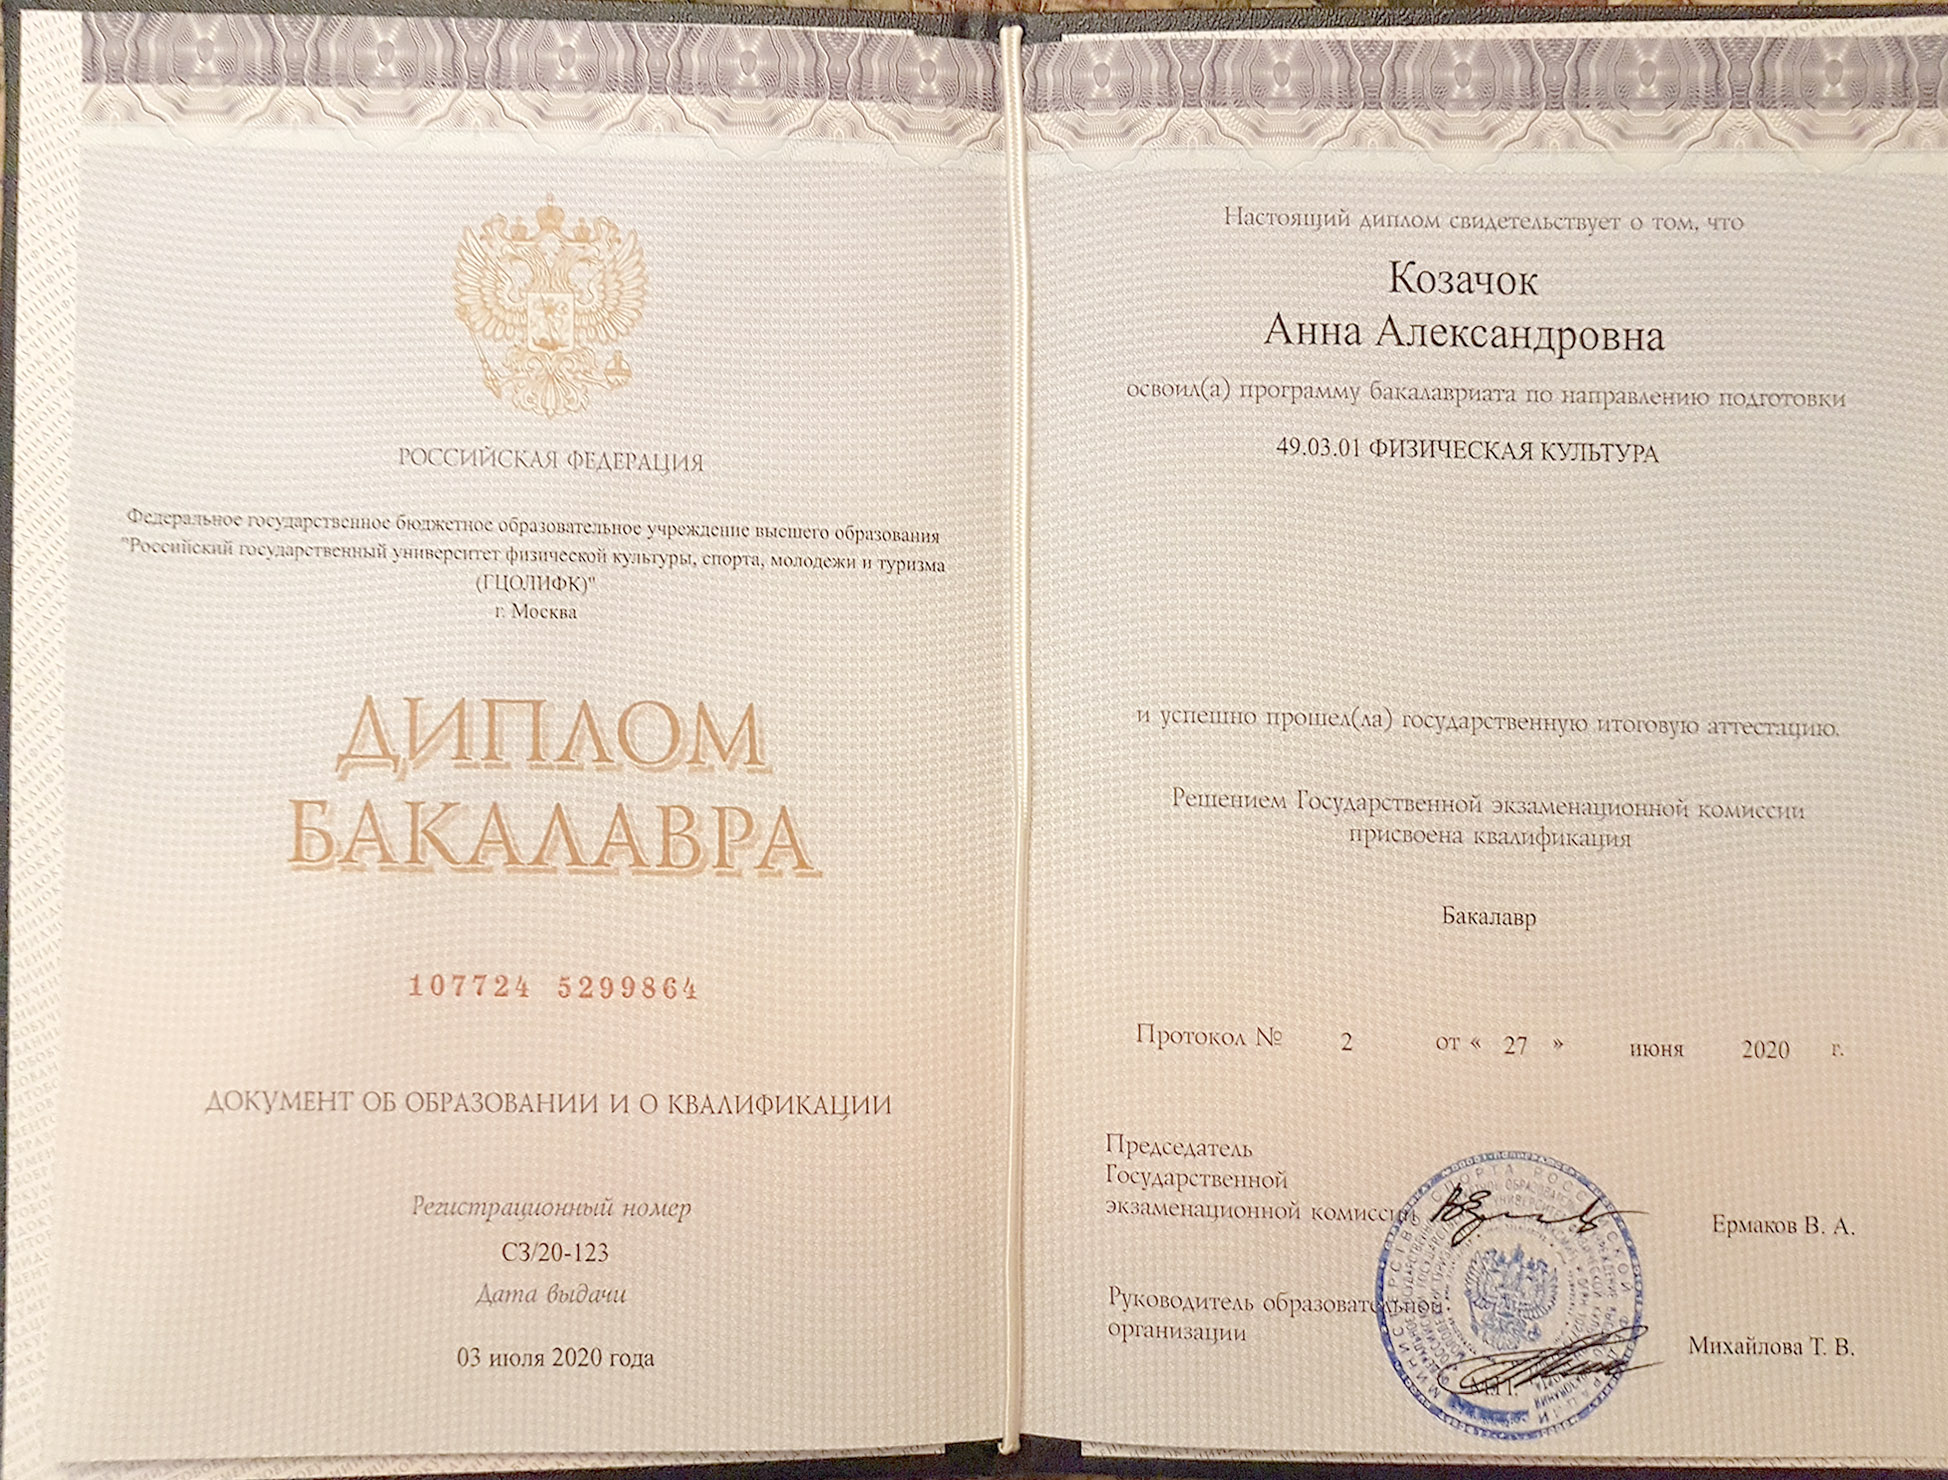 РОССИЙСКАЯ ФЕДЕРАЦИЯ
Федеральное государственное бюджетное образовательное учреждение высшего образования
"Российский государственный университет физической культуры, спорта, молодежи и туризма
(ГЦОЛИФК)"
г. Москва
ДИПЛОМ
БАКАЛАВРА
107724 5299864
ДОКУМЕНТ ОБ ОБРАЗОВАНИИ И О КВАЛИФИКАЦИИ
Регистрационный номер
СЗ/20-123
Дата выдачи
03 июля 2020 года
Настоящий диплом свидетельствует о том, что
Козачок
Анна Александровна
освоил(а) программу бакалавриата по направлению подготовки
49.03.01 ФИЗИЧЕСКАЯ КУЛЬТУРА
и успешно прошел(ла) государственную итоговую аттестацию.
Решением Государственной экзаменационной комиссии
присвоена квалификация
Бакалавр
Протокол № 2 от « 27 » июня 2020 г.
Председатель
Государственной
экзаменационной комиссии
Ермаков В. А.
Руководитель образовательной
организации
Михайлова Т. В.
М.П.